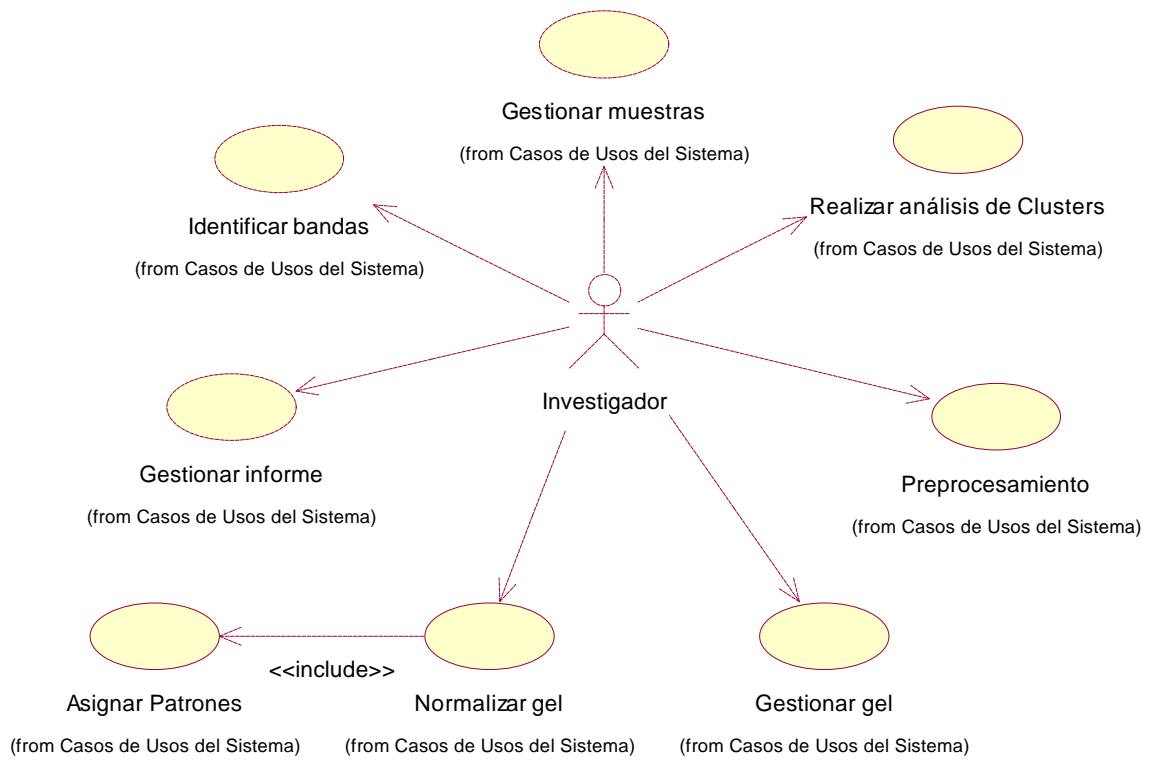 Gestionar muestras
(from Casos de Usos del Sistema)
Realizar análisis de Clusters
(from Casos de Usos del Sistema)
Identificar bandas
(from Casos de Usos del Sistema)
Investigador
Gestionar informe
(from Casos de Usos del Sistema)
Preprocesamiento
(from Casos de Usos del Sistema)
<<include>>
Asignar Patrones
(from Casos de Usos del Sistema)
Normalizar gel
(from Casos de Usos del Sistema)
Gestionar gel
(from Casos de Usos del Sistema)